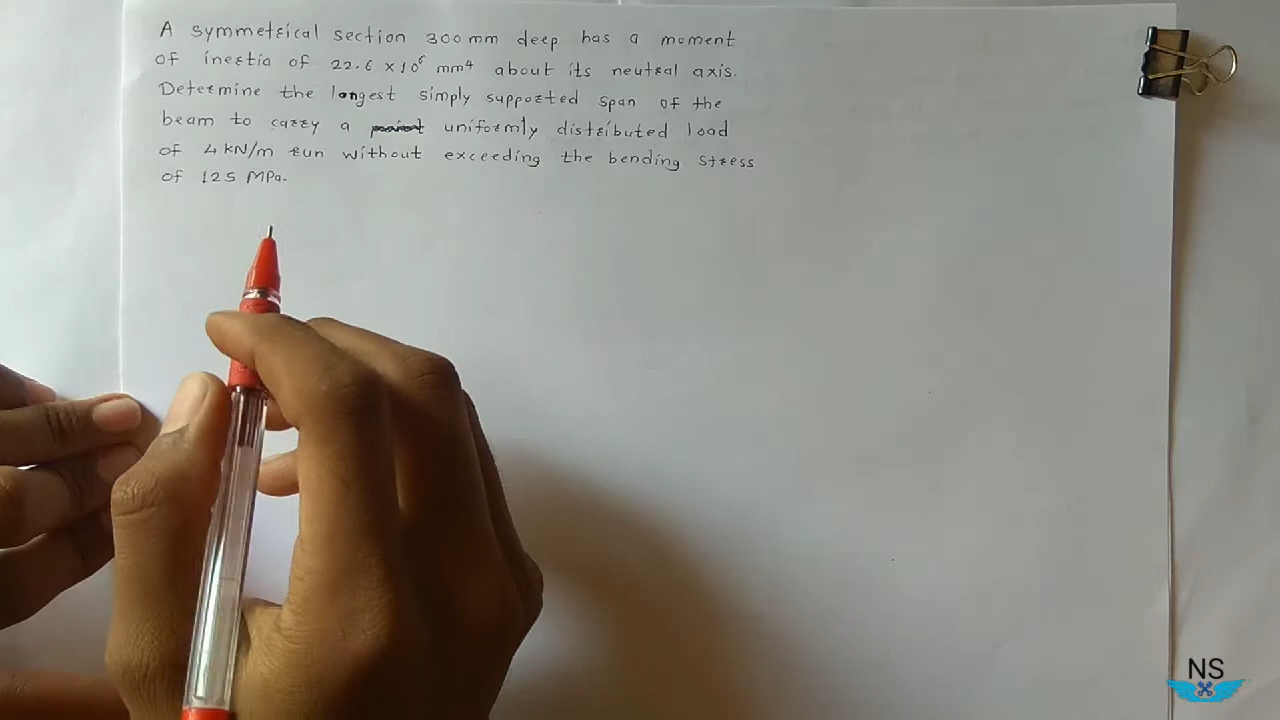 A symmetrical section 300 mm deep has a moment
of inertia of 22.6 × 10⁶ mm⁴ about its neutral axis.
Determine the longest simply supported span of the
beam to carry a uniformly distributed load
of 4 kN/m run without exceeding the bending stress
of 125 MPa.
NS